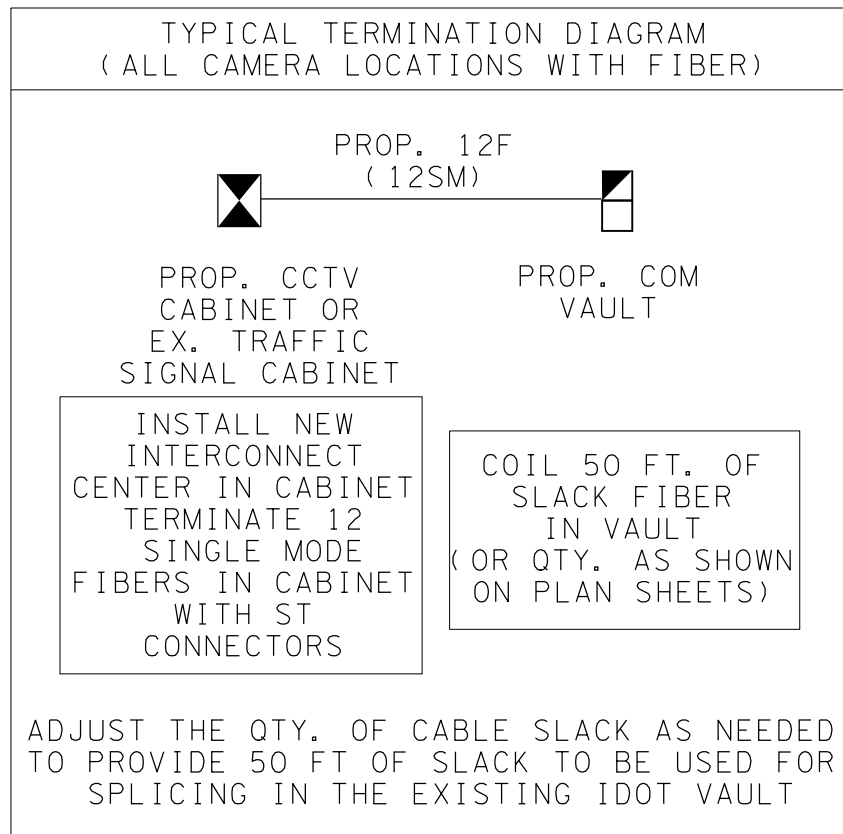 TYPICAL TERMINATION DIAGRAM
(ALL CAMERA LOCATIONS WITH FIBER)
PROP. 12F
(12SM)
PROP. CCTV
CABINET OR
EX. TRAFFIC
SIGNAL CABINET
PROP. COM
VAULT
INSTALL NEW
INTERCONNECT
CENTER IN CABINET
TERMINATE 12
SINGLE MODE
FIBERS IN CABINET
WITH ST
CONNECTORS
COIL 50 FT. OF
SLACK FIBER
IN VAULT
(OR QTY. AS SHOWN
ON PLAN SHEETS)
ADJUST THE QTY. OF CABLE SLACK AS NEEDED
TO PROVIDE 50 FT OF SLACK TO BE USED FOR
SPLICING IN THE EXISTING IDOT VAULT